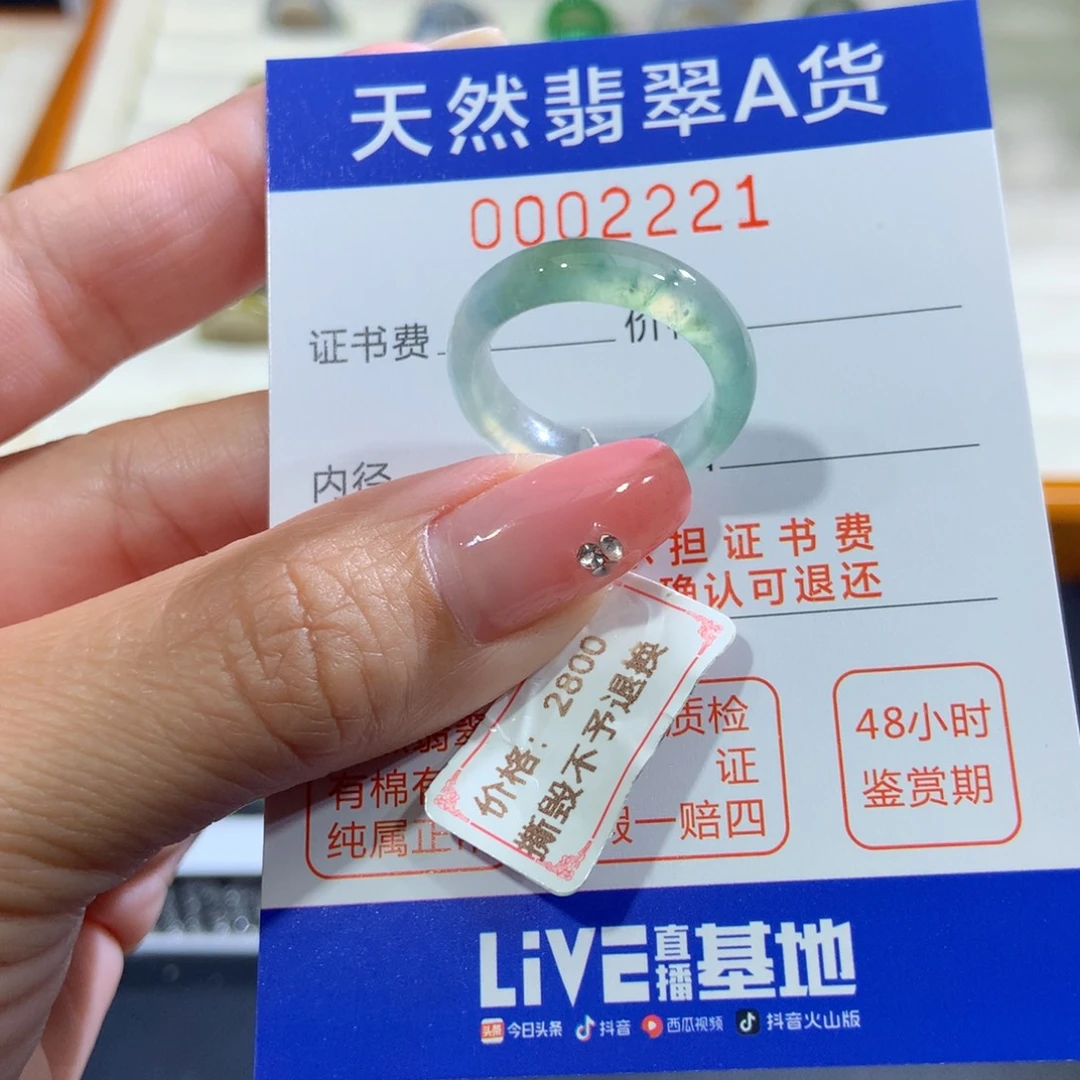 天然翡翠A货
0002221
证书费
价
内径
担证书费
确认可退还
价格：2800
撕毁不予退换
有棉有
纯属正
质检
证
一赔四
48小时
鉴赏期
LiVE直播基地
头条 今日头条 抖音 西瓜视频 抖音火山版